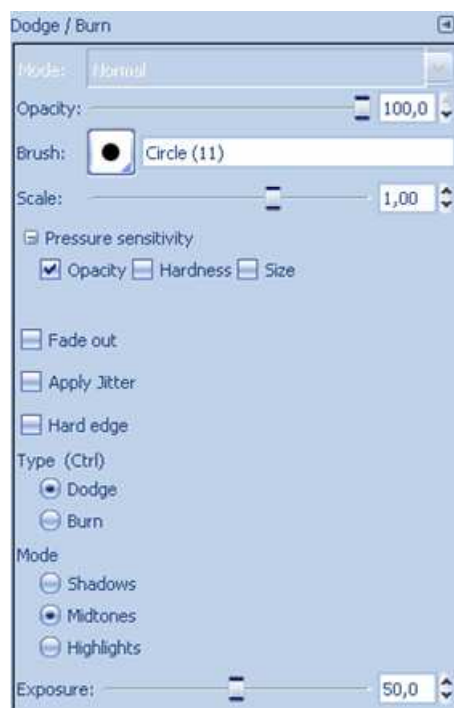 Dodge / Burn
Mode: Normal
Opacity: 100,0
Brush: Circle (11)
Scale: 1,00
Pressure sensitivity
Opacity Hardness Size
Fade out
Apply Jitter
Hard edge
Type (Ctrl)
Dodge
Burn
Mode
Shadows
Midtones
Highlights
Exposure: 50,0